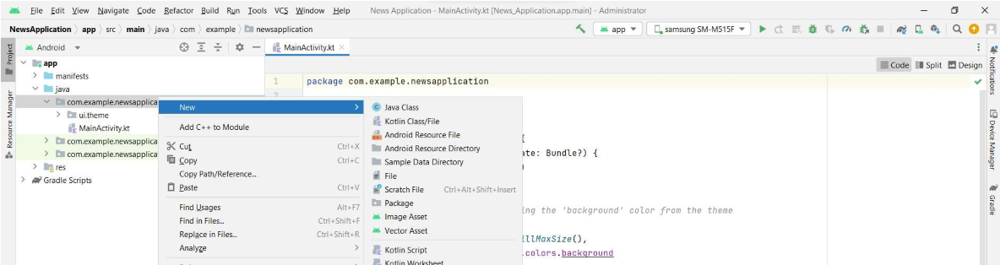 File Edit View Navigate Code Refactor Build Run Tools VCS Window Help News Application - MainActivity.kt [News_Application.app.main] - Administrator
NewsApplication app src main java com example newsapplication app samsung SM-M515F
Project
Android
MainActivity.kt
Code Split Design
app
manifests
java
com.example.newsapplica
ui.theme
MainActivity.kt
com.example.newsapplica
com.example.newsapplica
res
Gradle Scripts
Resource Manager
New
Add C++ to Module
Cut Ctrl+X
Copy Ctrl+C
Copy Path/Reference...
Paste Ctrl+V
Find Usages Alt+F7
Find in Files... Ctrl+Shift+F
Replace in Files... Ctrl+Shift+R
Analyze
Java Class
Kotlin Class/File
Android Resource File
Android Resource Directory
Sample Data Directory
File
Scratch File Ctrl+Alt+Shift+Insert
Package
Image Asset
Vector Asset
Kotlin Script
Kotlin Worksheet
1 package com.example.newsapplication
2
{
ate: Bundle?) {
)
ing the 'background' color from the theme
illMaxSize(),
.colors.background
Notifications
Device Manager
Gradle